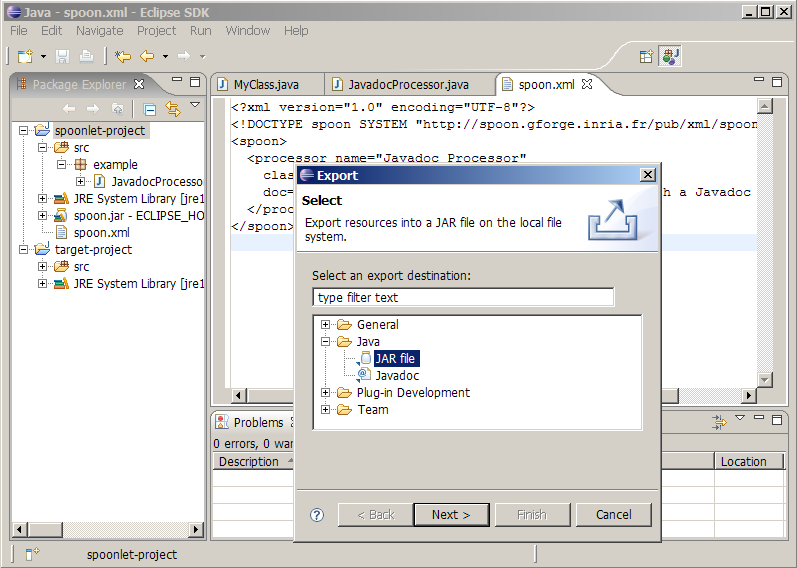 Java - spoon.xml - Eclipse SDK
File Edit Navigate Project Run Window Help
Package Explorer
MyClass.java JavadocProcessor.java spoon.xml
spoonlet-project
src
example
JavadocProcesso
JRE System Library [jre1
spoon.jar - ECLIPSE_HO
spoon.xml
target-project
src
JRE System Library [jre1
<?xml version="1.0" encoding="UTF-8"?>
<!DOCTYPE spoon SYSTEM "http://spoon.gforge.inria.fr/pub/xml/spoon
<spoon>
<processor name="Javadoc Processor"
clas
doc= h a Javadoc
</proc
</spoon>
Export
Select
Export resources into a JAR file on the local file
system.
Select an export destination:
type filter text
General
Java
JAR file
Javadoc
Plug-in Development
Team
? < Back Next > Finish Cancel
Problems
0 errors, 0 war
Description Location
spoonlet-project